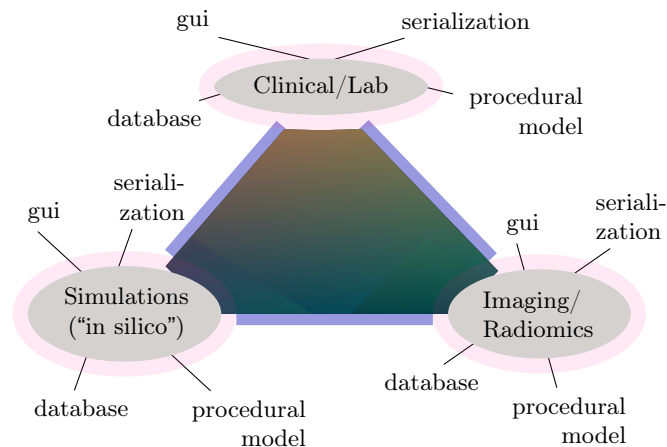 gui
serialization
Clinical/Lab
database
procedural
model
seriali-
zation
gui
Simulations
(“in silico”)
database
procedural
model
gui
seriali-
zation
Imaging/
Radiomics
database
procedural
model